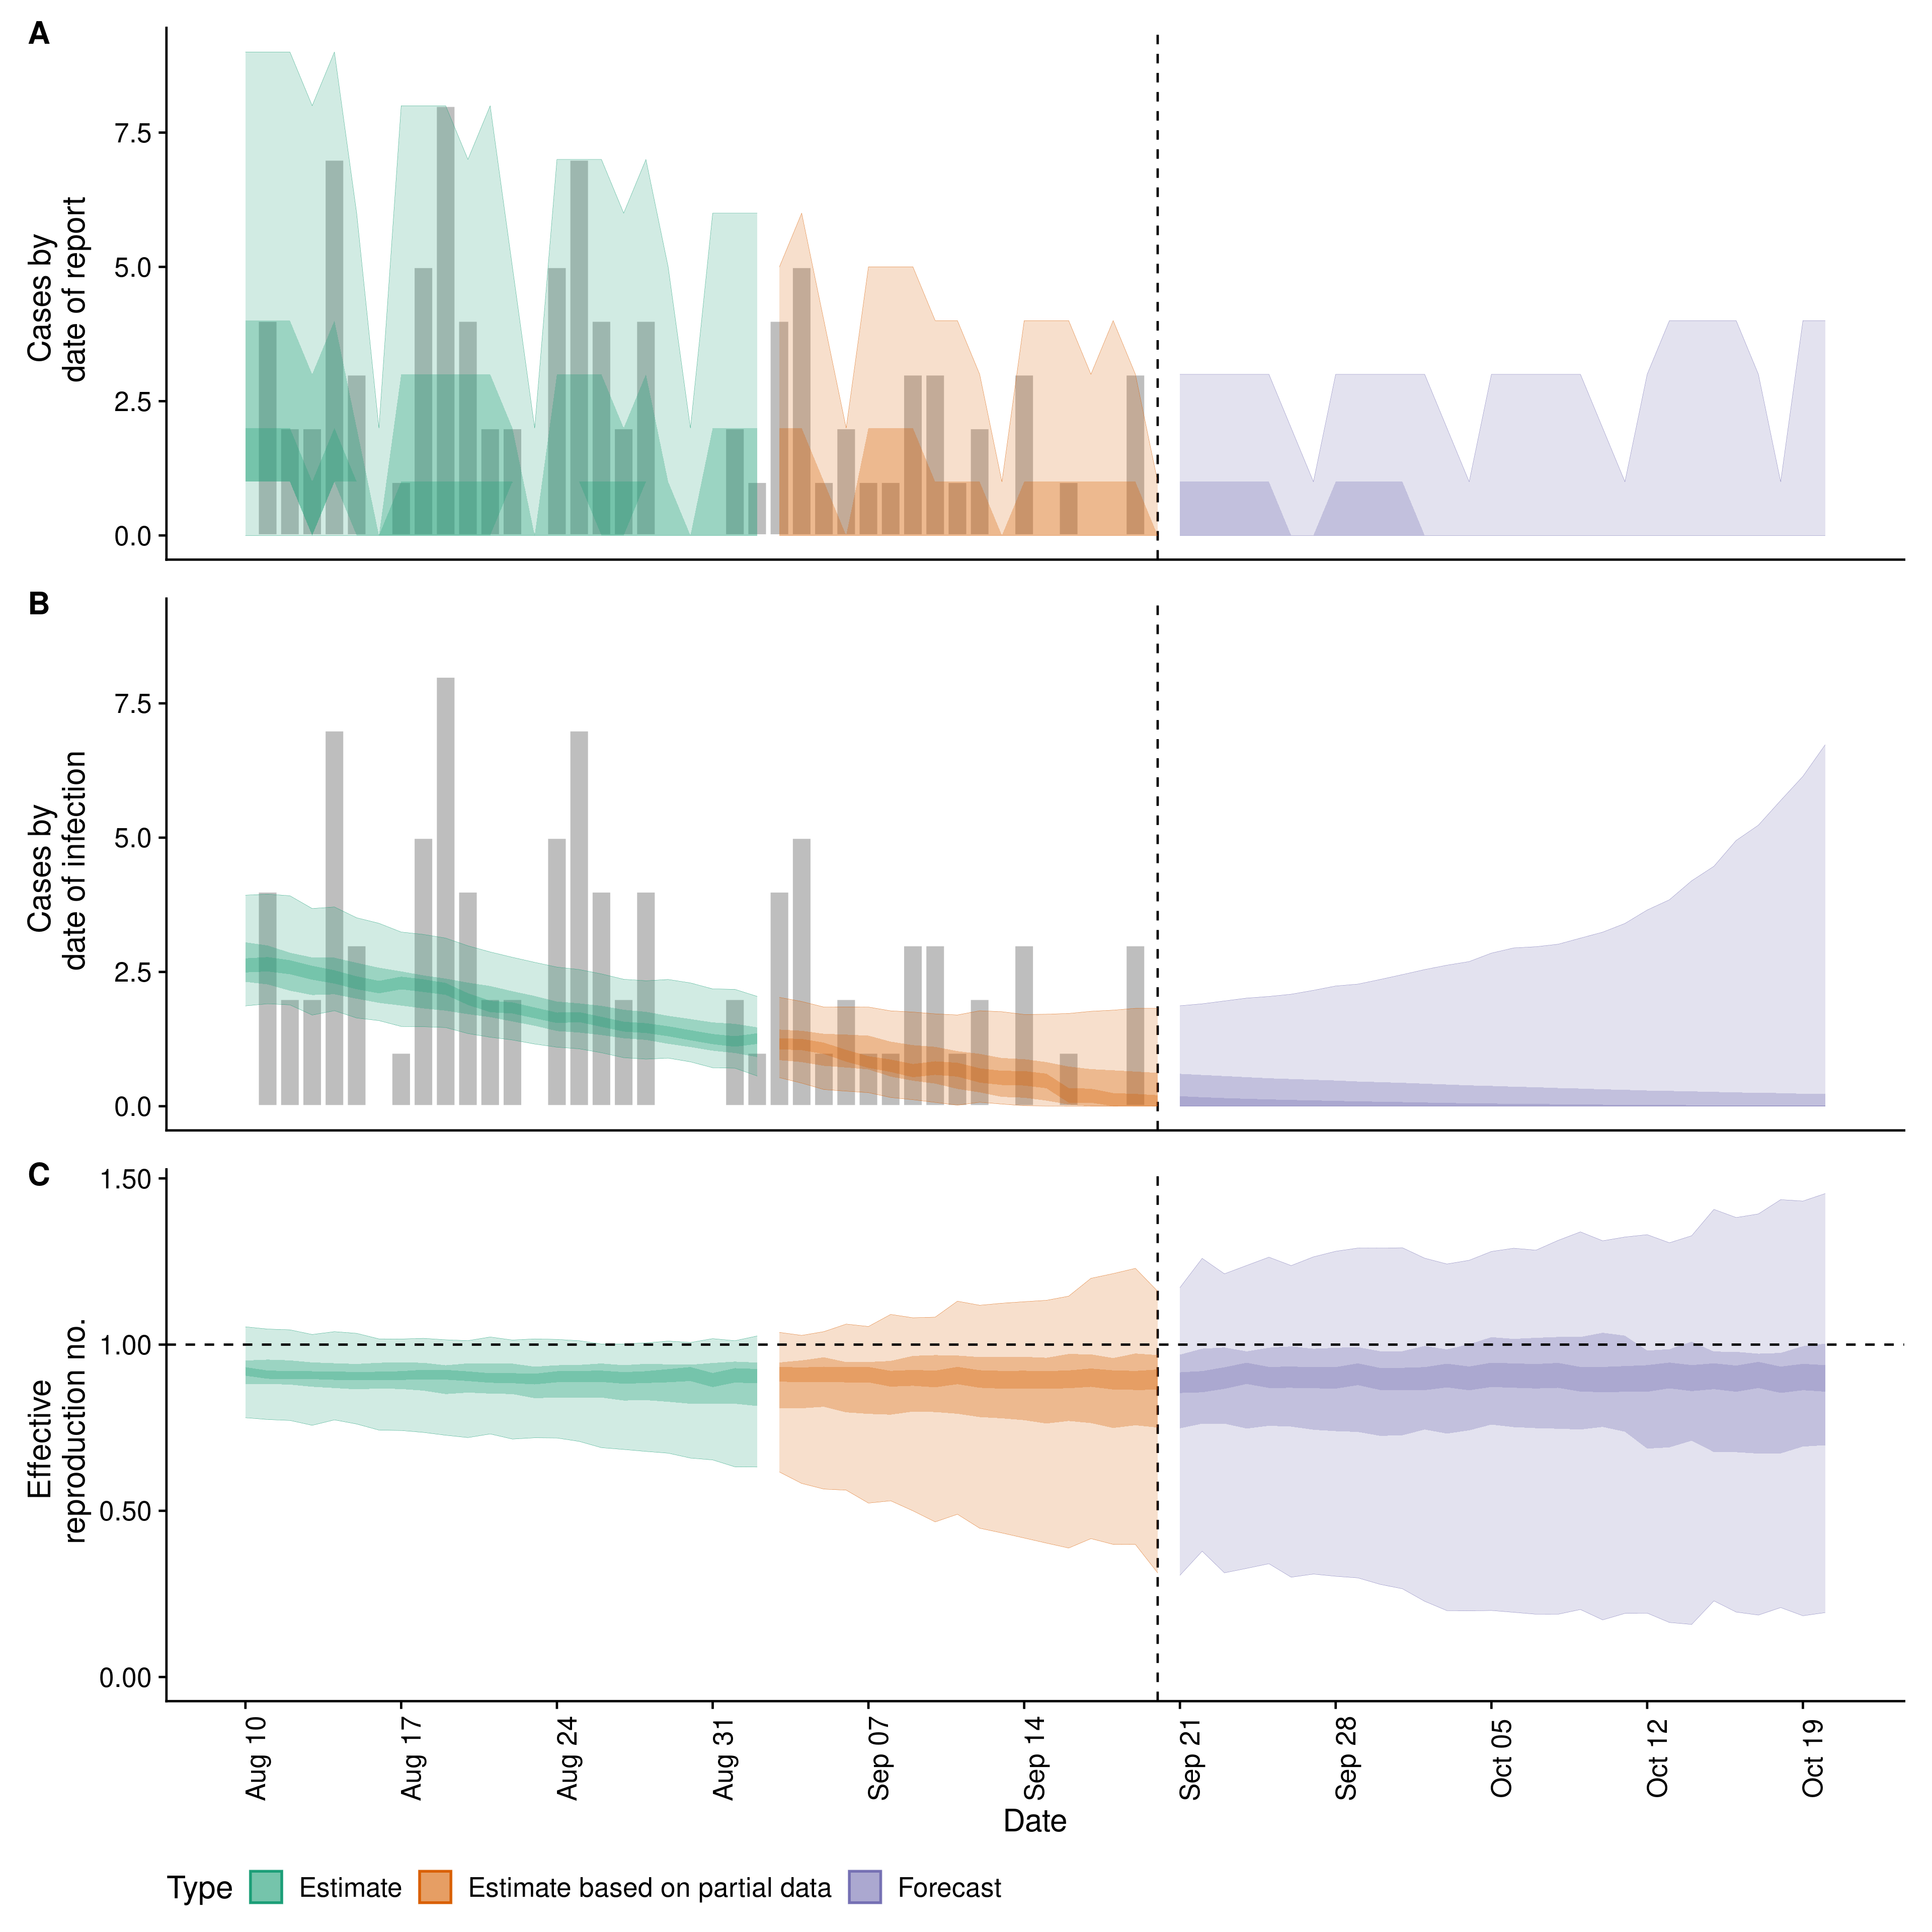 A
Cases by
date of report
7.5
5.0
2.5
0.0
B
Cases by
date of infection
7.5
5.0
2.5
0.0
C
Effective
reproduction no.
1.50
1.00
0.50
0.00
Aug 10
Aug 17
Aug 24
Aug 31
Sep 07
Sep 14
Sep 21
Sep 28
Oct 05
Oct 12
Oct 19
Date
Type Estimate Estimate based on partial data Forecast